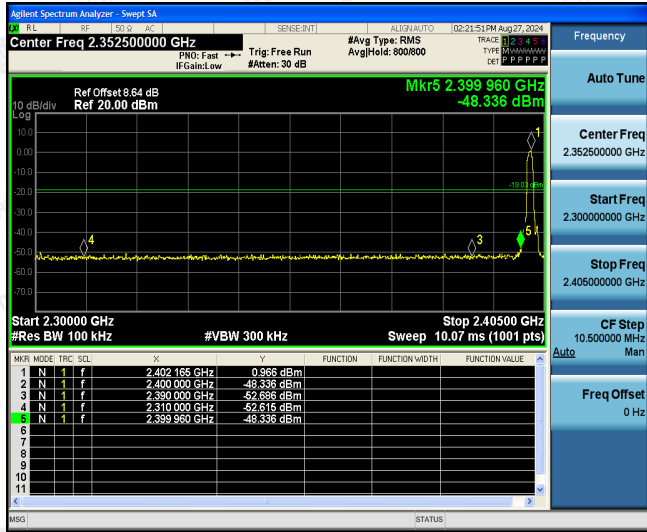 Agilent Spectrum Analyzer - Swept SA
LXI RL RF 50 Ω AC SENSE:INT ALIGN AUTO 02:21:51 PM Aug 27, 2024
Center Freq 2.352500000 GHz
PNO: Fast
IFGain:Low
Trig: Free Run
#Atten: 30 dB
#Avg Type: RMS
Avg|Hold: 800/800
TRACE 1 2 3 4 5 6
TYPE M
DET P P P P P P
Ref Offset 8.64 dB
10 dB/div Ref 20.00 dBm
Log
Mkr5 2.399 960 GHz
-48.336 dBm
10.0
0.00
-10.0
-20.0
-30.0
-40.0
-50.0
-60.0
-70.0
1
-19.03 dBm
4
3
5
Start 2.30000 GHz Stop 2.40500 GHz
#Res BW 100 kHz #VBW 300 kHz Sweep 10.07 ms (1001 pts)
MKR MODE TRC SCL X Y FUNCTION FUNCTION WIDTH FUNCTION VALUE
1 N 1 f 2.402 165 GHz 0.966 dBm
2 N 1 f 2.400 000 GHz -48.336 dBm
3 N 1 f 2.390 000 GHz -52.686 dBm
4 N 1 f 2.310 000 GHz -52.615 dBm
5 N 1 f 2.399 960 GHz -48.336 dBm
6
7
8
9
10
11
MSG STATUS
Frequency
Auto Tune
Center Freq
2.352500000 GHz
Start Freq
2.300000000 GHz
Stop Freq
2.405000000 GHz
CF Step
10.500000 MHz
Auto Man
Freq Offset
0 Hz